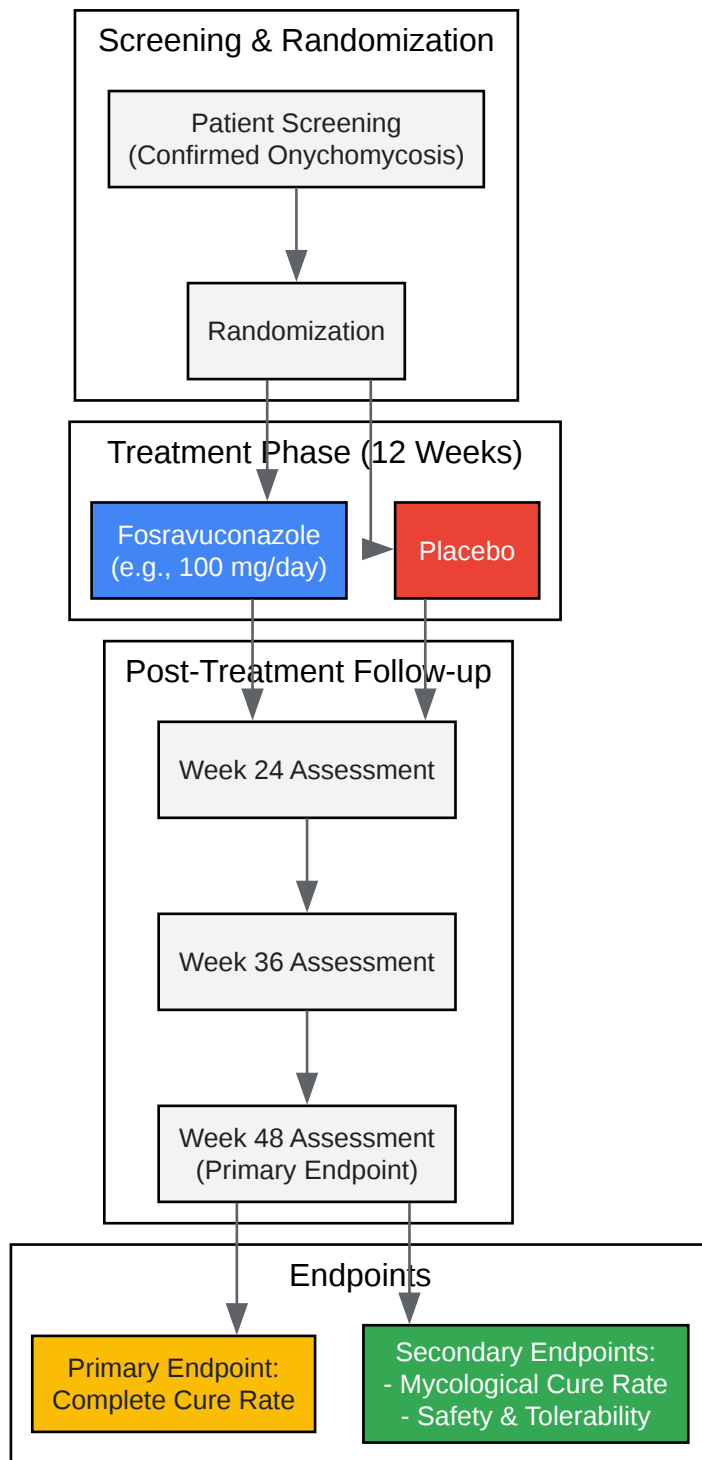 Screening & Randomization
Patient Screening
(Confirmed Onychomycosis)
Randomization
Treatment Phase (12 Weeks)
Fosravuconazole
(e.g., 100 mg/day)
Placebo
Post-Treatment Follow-up
Week 24 Assessment
Week 36 Assessment
Week 48 Assessment
(Primary Endpoint)
Endpoints
Primary Endpoint:
Complete Cure Rate
Secondary Endpoints:
- Mycological Cure Rate
- Safety & Tolerability